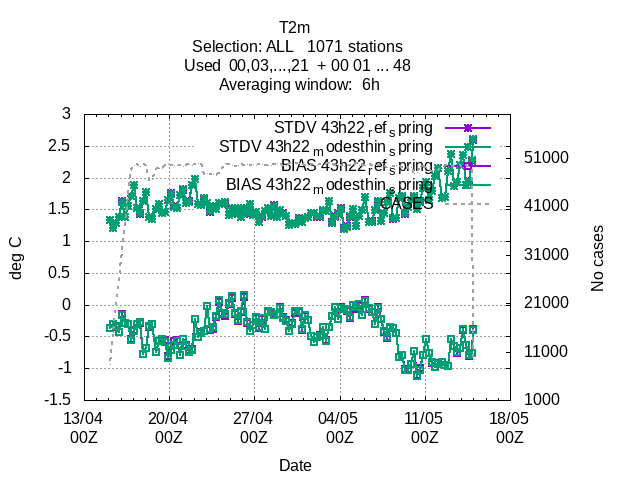 T2m
Selection: ALL 1071 stations
Used 00,03,...,21 + 00 01 ... 48
Averaging window: 6h
STDV 43h22_ref_spring
STDV 43h22_modesthin_spring
BIAS 43h22_ref_spring
BIAS 43h22_modesthin_spring
CASES
deg C
3
2.5
2
1.5
1
0.5
0
-0.5
-1
-1.5
No cases
51000
41000
31000
21000
11000
1000
13/04 20/04 27/04 04/05 11/05 18/05
00Z 00Z 00Z 00Z 00Z 00Z
Date